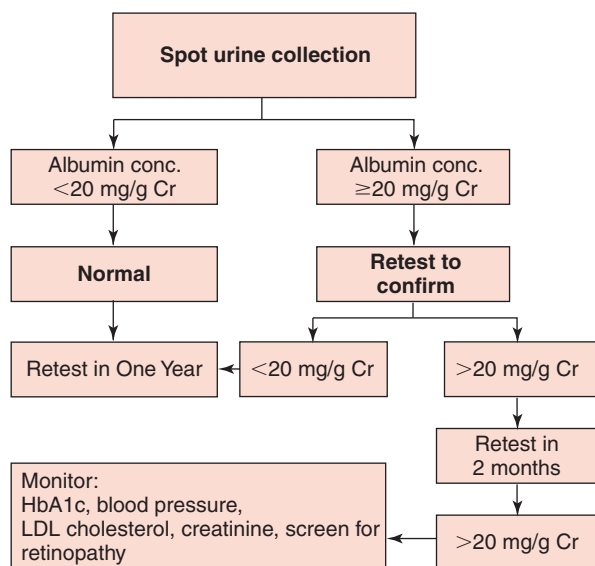 Spot urine collection
Albumin conc.
<20 mg/g Cr
Albumin conc.
≥20 mg/g Cr
Normal
Retest to
confirm
Retest in One Year
<20 mg/g Cr
>20 mg/g Cr
Retest in
2 months
Monitor:
HbA1c, blood pressure,
LDL cholesterol, creatinine, screen for
retinopathy
>20 mg/g Cr